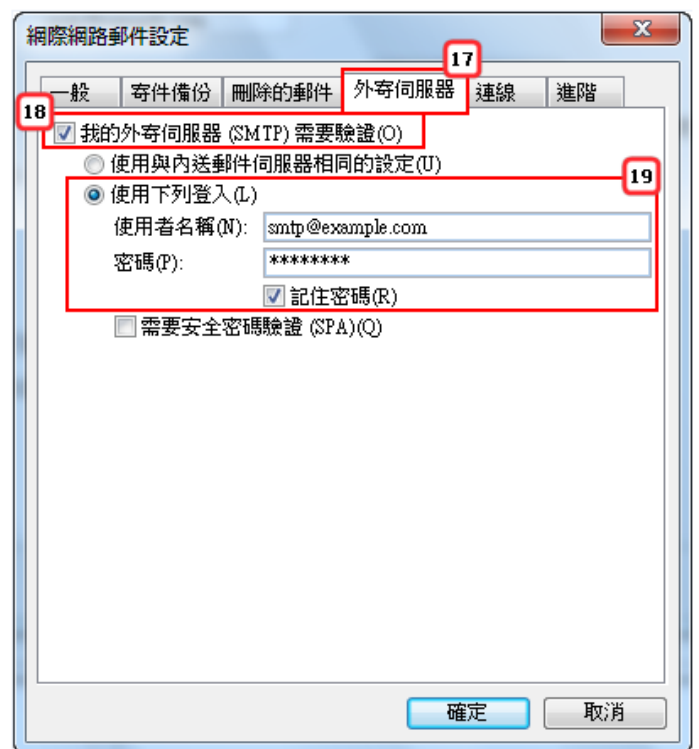 網際網路郵件設定
17
一般 寄件備份 刪除的郵件 外寄伺服器 連線 進階
18
我的外寄伺服器 (SMTP) 需要驗證(O)
使用與內送郵件伺服器相同的設定(U)
19
使用下列登入(L)
使用者名稱(N): smtp@example.com
密碼(P): ********
記住密碼(R)
需要安全密碼驗證 (SPA)(Q)
確定 取消